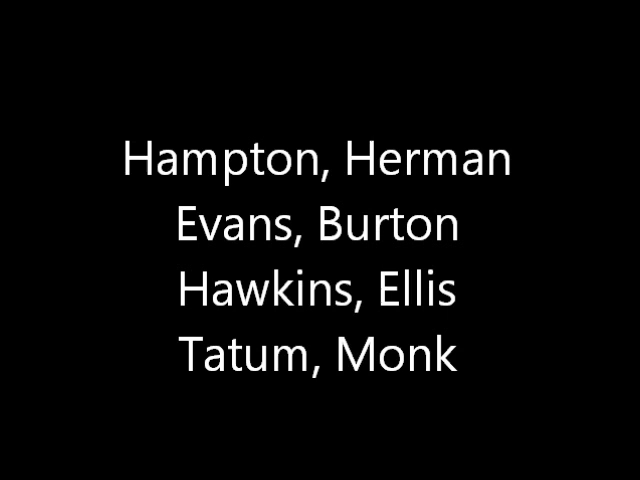 Hampton, Herman
Evans, Burton
Hawkins, Ellis
Tatum, Monk